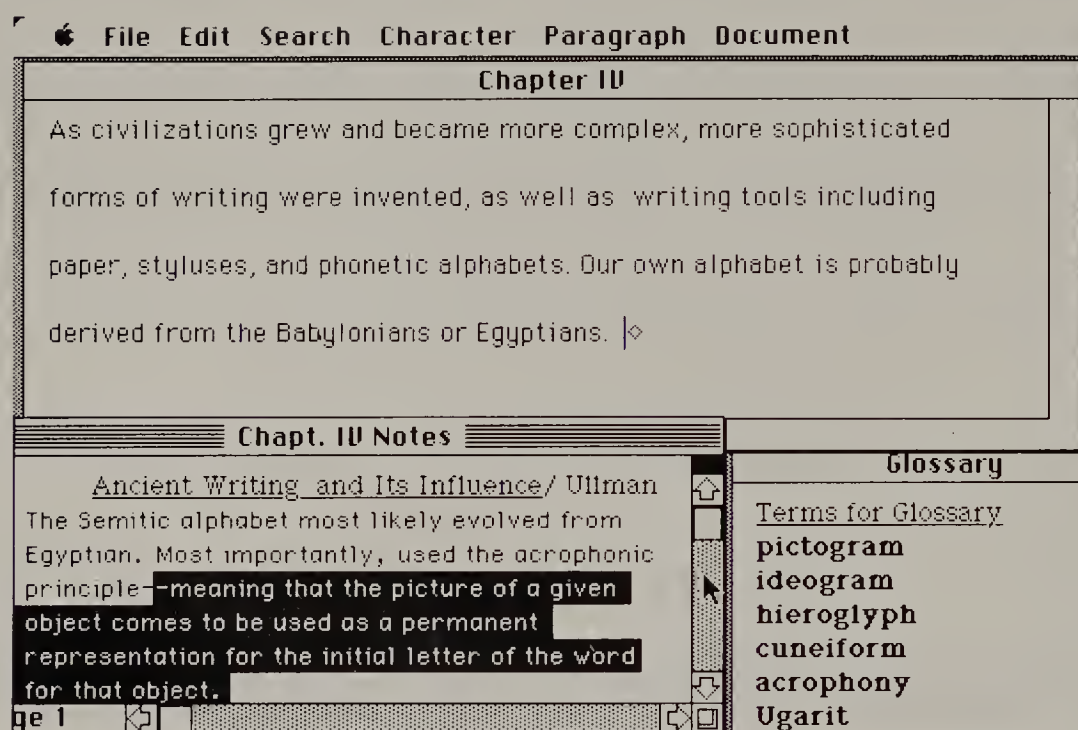 File Edit Search Character Paragraph Document
Chapter IV
As civilizations grew and became more complex, more sophisticated
forms of writing were invented, as well as writing tools including
paper, styluses, and phonetic alphabets. Our own alphabet is probably
derived from the Babylonians or Egyptians.
Chapt. IV Notes
Ancient Writing and Its Influence/ Ullman
The Semitic alphabet most likely evolved from
Egyptian. Most importantly, used the acrophonic
principle--meaning that the picture of a given
object comes to be used as a permanent
representation for the initial letter of the word
for that object.
ge 1
Glossary
Terms for Glossary
pictogram
ideogram
hieroglyph
cuneiform
acrophony
Ugarit